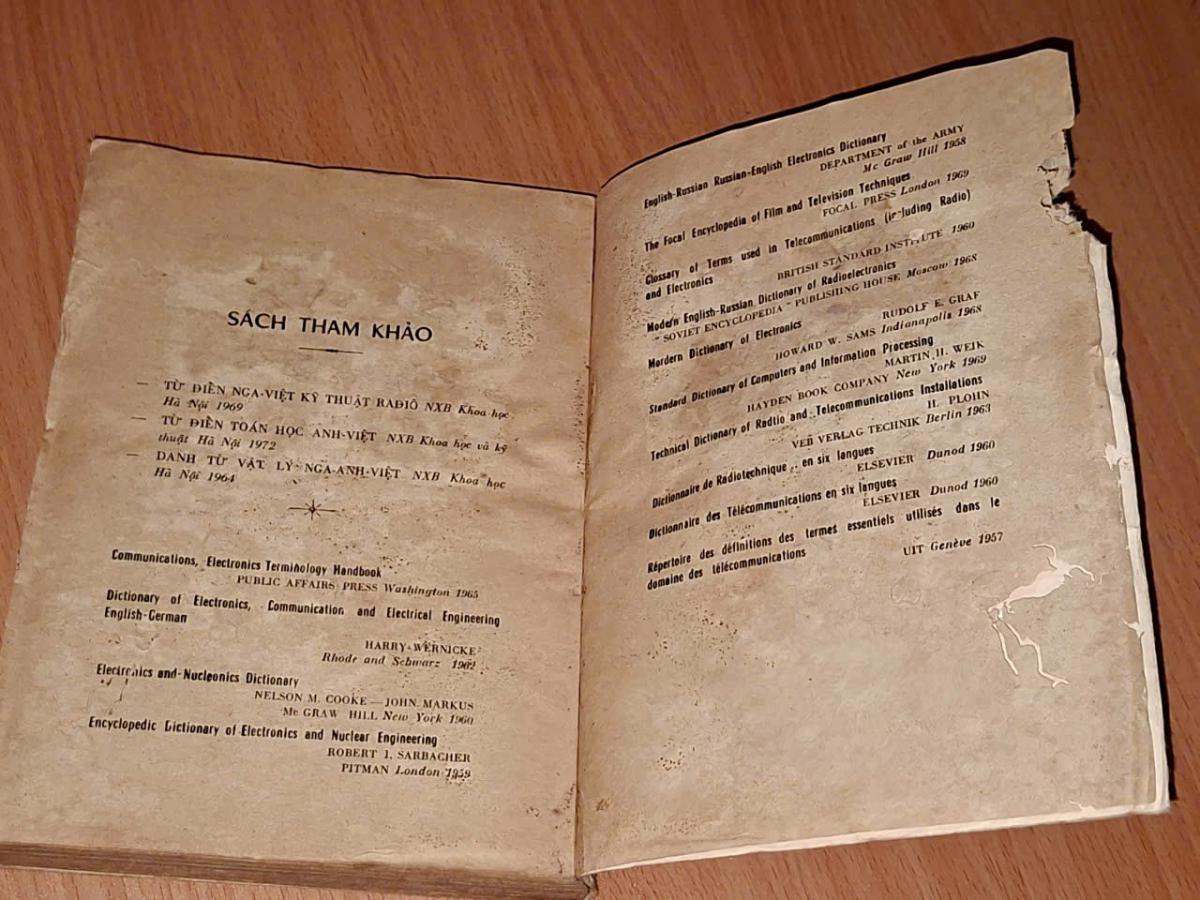 SÁCH THAM KHẢO
— TỪ ĐIỂN NGA-VIỆT KỸ THUẬT RAĐIÔ NXB Khoa học
Hà Nội 1969
— TỪ ĐIỂN TOÁN HỌC ANH-VIỆT NXB Khoa học và kỹ
thuật Hà Nội 1972
— DANH TỪ VẬT LÝ NGA-ANH-VIỆT NXB Khoa học
Hà Nội 1964
Communications, Electronics Terminology Handbook
PUBLIC AFFAIRS PRESS Washington 1965
Dictionary of Electronics, Communication and Electrical Engineering
English-German
HARRY WERNICKE
Rhode and Schwarz 1962
Electronics and Nucleonics Dictionary
NELSON M. COOKE — JOHN MARKUS
Mc GRAW HILL New York 1960
Encyclopedic Dictionary of Electronics and Nuclear Engineering
ROBERT I. SARBACHER
PITMAN London 1959
English-Russian Russian-English Electronics Dictionary
DEPARTMENT of the ARMY
Mc Graw Hill 1958
The Focal Encyclopedia of Film and Television Techniques
FOCAL PRESS London 1969
Glossary of Terms used in Telecommunications (including Radio)
and Electronics
BRITISH STANDARD INSTITUTE 1960
Modern English-Russian Dictionary of Radioelectronics
"SOVIET ENCYCLOPEDIA" PUBLISHING HOUSE Moscow 1968
Mordern Dictionary of Electronics
RUDOLF E. GRAF
HOWARD W. SAMS Indianapolis 1968
Standard Dictionary of Computers and Information Processing
MARTIN H. WEIK
HAYDEN BOOK COMPANY New York 1969
Technical Dictionary of Radtio and Telecommunications Installations
H. PLOHN
VEB VERLAG TECHNIK Berlin 1963
Dictionnaire de Radiotechnique en six langues
ELSEVIER Dunod 1960
Dictionnaire des Télécommunications en six langues
ELSEVIER Dunod 1960
Répertoire des définitions des termes essentiels utilisés dans le
domaine des télécommunications
UIT Genève 1957